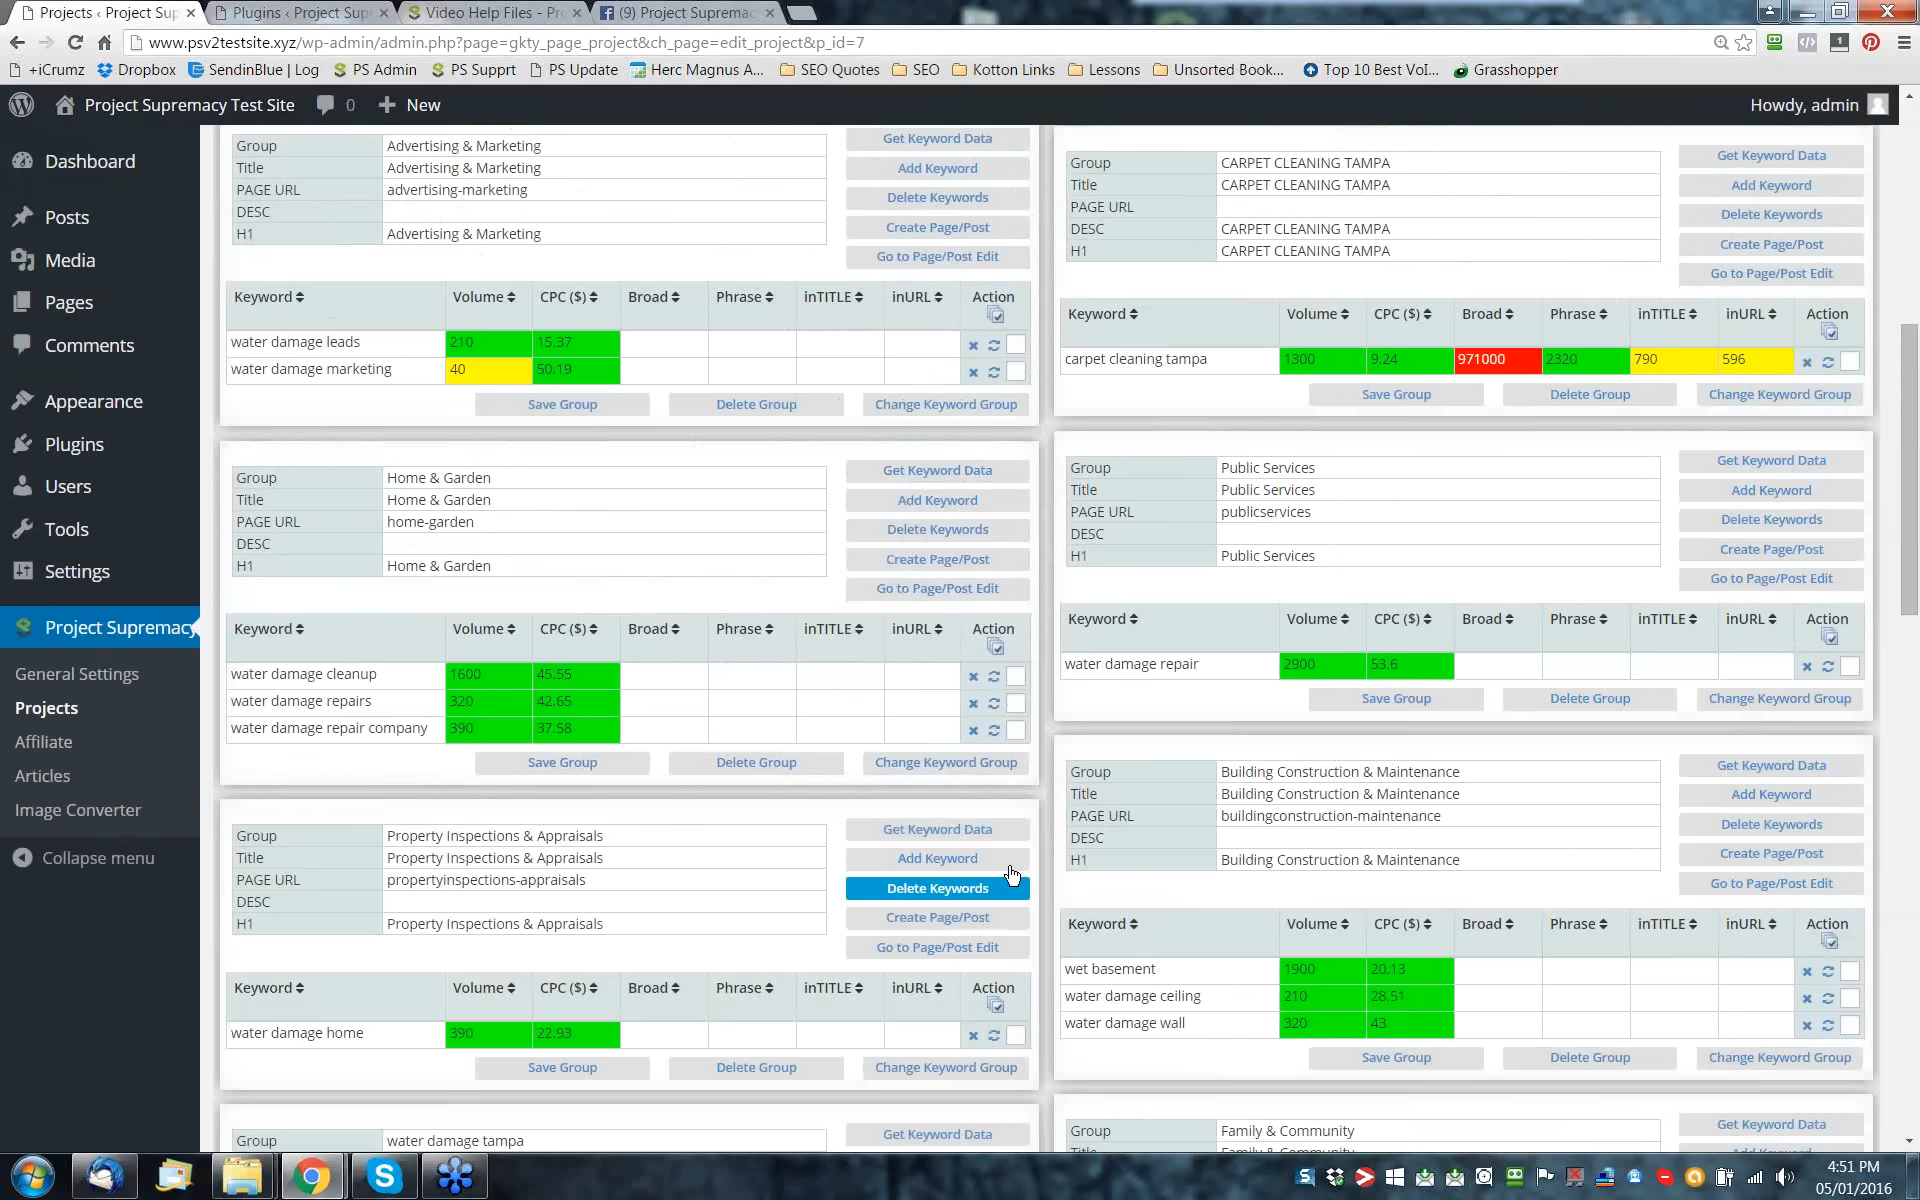 Projects ‹ Project Sup
Plugins ‹ Project Sup
Video Help Files - Pr
(9) Project Supremac
www.psv2testsite.xyz/wp-admin/admin.php?page=gkty_page_project&ch_page=edit_project&p_id=7
+iCrumz
Dropbox
SendinBlue | Log
PS Admin
PS Supprt
PS Update
Herc Magnus A...
SEO Quotes
SEO
Kotton Links
Lessons
Unsorted Book...
Top 10 Best VoI...
Grasshopper
Project Supremacy Test Site
0
New
Howdy, admin
Dashboard
Posts
Media
Pages
Comments
Appearance
Plugins
Users
Tools
Settings
Project Supremacy
General Settings
Projects
Affiliate
Articles
Image Converter
Collapse menu
Group Advertising & Marketing
Title Advertising & Marketing
PAGE URL advertising-marketing
DESC
H1 Advertising & Marketing
Get Keyword Data
Add Keyword
Delete Keywords
Create Page/Post
Go to Page/Post Edit
Keyword Volume CPC ($) Broad Phrase inTITLE inURL Action
water damage leads 210 15.37
water damage marketing 40 50.19
Save Group Delete Group Change Keyword Group
Group Home & Garden
Title Home & Garden
PAGE URL home-garden
DESC
H1 Home & Garden
Get Keyword Data
Add Keyword
Delete Keywords
Create Page/Post
Go to Page/Post Edit
Keyword Volume CPC ($) Broad Phrase inTITLE inURL Action
water damage cleanup 1600 45.55
water damage repairs 320 42.65
water damage repair company 390 37.58
Save Group Delete Group Change Keyword Group
Group Property Inspections & Appraisals
Title Property Inspections & Appraisals
PAGE URL propertyinspections-appraisals
DESC
H1 Property Inspections & Appraisals
Get Keyword Data
Add Keyword
Delete Keywords
Create Page/Post
Go to Page/Post Edit
Keyword Volume CPC ($) Broad Phrase inTITLE inURL Action
water damage home 390 22.93
Save Group Delete Group Change Keyword Group
Group water damage tampa
Get Keyword Data
Group CARPET CLEANING TAMPA
Title CARPET CLEANING TAMPA
PAGE URL
DESC CARPET CLEANING TAMPA
H1 CARPET CLEANING TAMPA
Get Keyword Data
Add Keyword
Delete Keywords
Create Page/Post
Go to Page/Post Edit
Keyword Volume CPC ($) Broad Phrase inTITLE inURL Action
carpet cleaning tampa 1300 9.24 971000 2320 790 596
Save Group Delete Group Change Keyword Group
Group Public Services
Title Public Services
PAGE URL publicservices
DESC
H1 Public Services
Get Keyword Data
Add Keyword
Delete Keywords
Create Page/Post
Go to Page/Post Edit
Keyword Volume CPC ($) Broad Phrase inTITLE inURL Action
water damage repair 2900 53.6
Save Group Delete Group Change Keyword Group
Group Building Construction & Maintenance
Title Building Construction & Maintenance
PAGE URL buildingconstruction-maintenance
DESC
H1 Building Construction & Maintenance
Get Keyword Data
Add Keyword
Delete Keywords
Create Page/Post
Go to Page/Post Edit
Keyword Volume CPC ($) Broad Phrase inTITLE inURL Action
wet basement 1900 20.13
water damage ceiling 210 28.51
water damage wall 320 43
Save Group Delete Group Change Keyword Group
Group Family & Community
Get Keyword Data
4:51 PM
05/01/2016